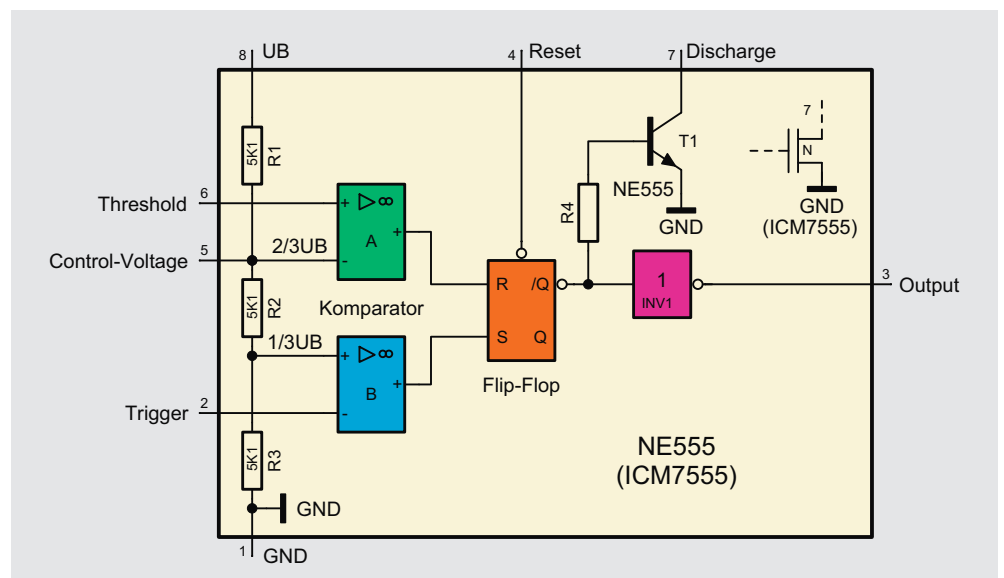 8 UB
4 Reset
7 Discharge
5K1 R1
T1
7
N
NE555
GND
GND
(ICM7555)
R4
Threshold 6
+ ▷∞
A
+
-
Control-Voltage 5
2/3UB
Komparator
5K1 R2
R /Q
S Q
Flip-Flop
1
INV1
3 Output
1/3UB
+ ▷∞
B
+
-
Trigger 2
5K1 R3
GND
1 GND
NE555
(ICM7555)